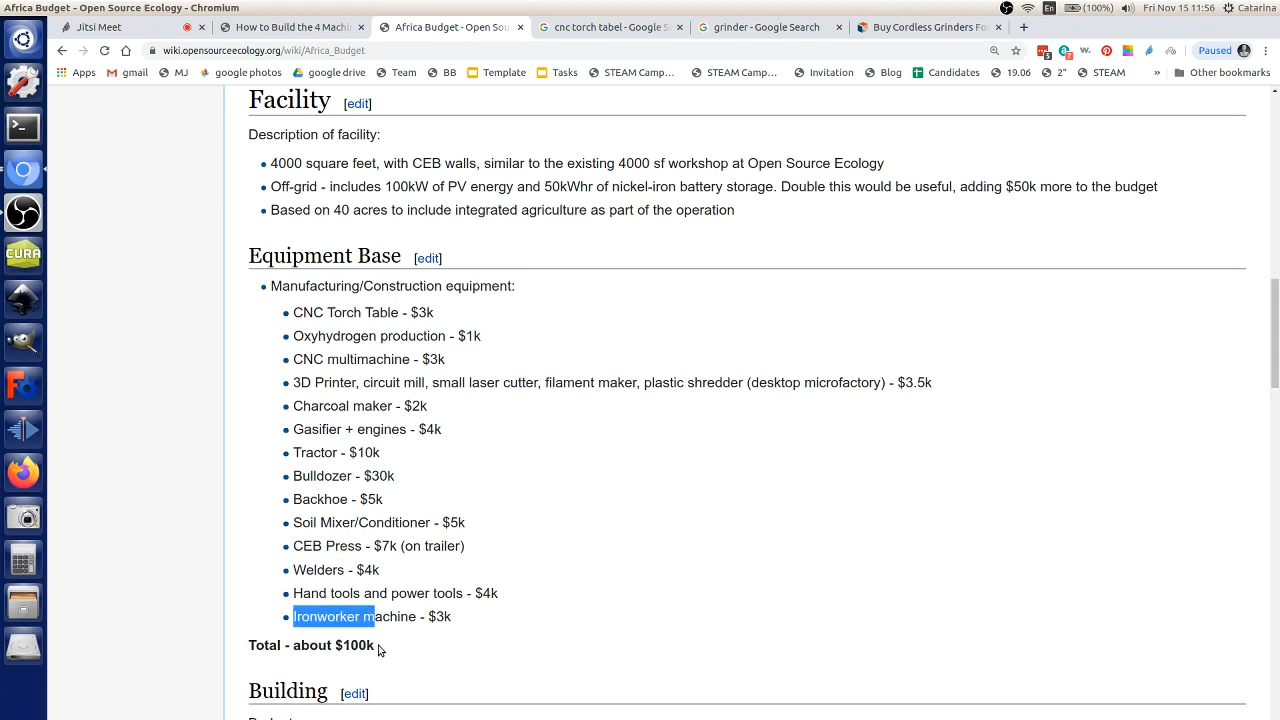 Africa Budget - Open Source Ecology - Chromium
En
(100%)
Fri Nov 15 11:56
Catarina
Jitsi Meet
How to Build the 4 Machin
Africa Budget - Open Sou
cnc torch tabel - Google S
grinder - Google Search
Buy Cordless Grinders Fo
wiki.opensourceecology.org/wiki/Africa_Budget
Paused
Apps
gmail
MJ
google photos
google drive
Team
BB
Template
Tasks
STEAM Camp...
STEAM Camp...
Invitation
Blog
Candidates
19.06
2"
STEAM
»
Other bookmarks
Facility [edit]
Description of facility:
4000 square feet, with CEB walls, similar to the existing 4000 sf workshop at Open Source Ecology
Off-grid - includes 100kW of PV energy and 50kWhr of nickel-iron battery storage. Double this would be useful, adding $50k more to the budget
Based on 40 acres to include integrated agriculture as part of the operation
Equipment Base [edit]
Manufacturing/Construction equipment:
CNC Torch Table - $3k
Oxyhydrogen production - $1k
CNC multimachine - $3k
3D Printer, circuit mill, small laser cutter, filament maker, plastic shredder (desktop microfactory) - $3.5k
Charcoal maker - $2k
Gasifier + engines - $4k
Tractor - $10k
Bulldozer - $30k
Backhoe - $5k
Soil Mixer/Conditioner - $5k
CEB Press - $7k (on trailer)
Welders - $4k
Hand tools and power tools - $4k
Ironworker machine - $3k
Total - about $100k
Building [edit]
CURA